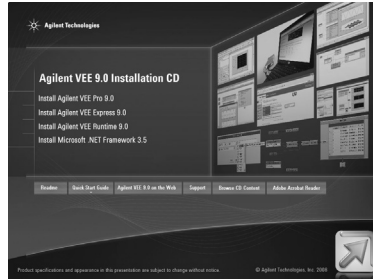 Agilent Technologies
Agilent VEE 9.0 Installation CD
Install Agilent VEE Pro 9.0
Install Agilent VEE Express 9.0
Install Agilent VEE Runtime 9.0
Install Microsoft .NET Framework 3.5
Readme Quick Start Guide Agilent VEE 9.0 on the Web Support Browse CD Content Adobe Acrobat Reader
Product specifications and appearance in this presentation are subject to change without notice. © Agilent Technologies, Inc. 2008